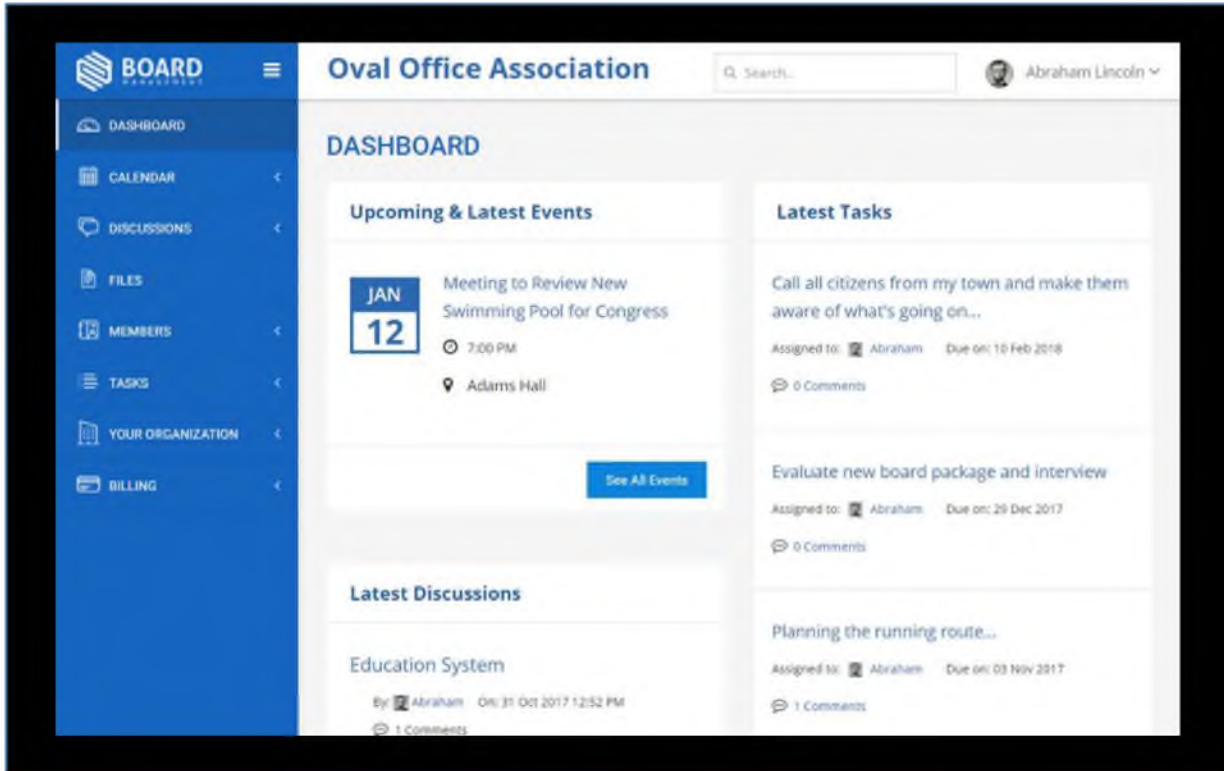 BOARD
MANAGEMENT
Oval Office Association
Search...
Abraham Lincoln
DASHBOARD
CALENDAR
DISCUSSIONS
FILES
MEMBERS
TASKS
YOUR ORGANIZATION
BILLING
DASHBOARD
Upcoming & Latest Events
JAN
12
Meeting to Review New
Swimming Pool for Congress
7:00 PM
Adams Hall
See All Events
Latest Discussions
Education System
By: Abraham On: 31 Oct 2017 12:52 PM
1 Comments
Latest Tasks
Call all citizens from my town and make them
aware of what's going on...
Assigned to: Abraham Due on: 10 Feb 2018
0 Comments
Evaluate new board package and interview
Assigned to: Abraham Due on: 29 Dec 2017
0 Comments
Planning the running route...
Assigned to: Abraham Due on: 03 Nov 2017
1 Comments